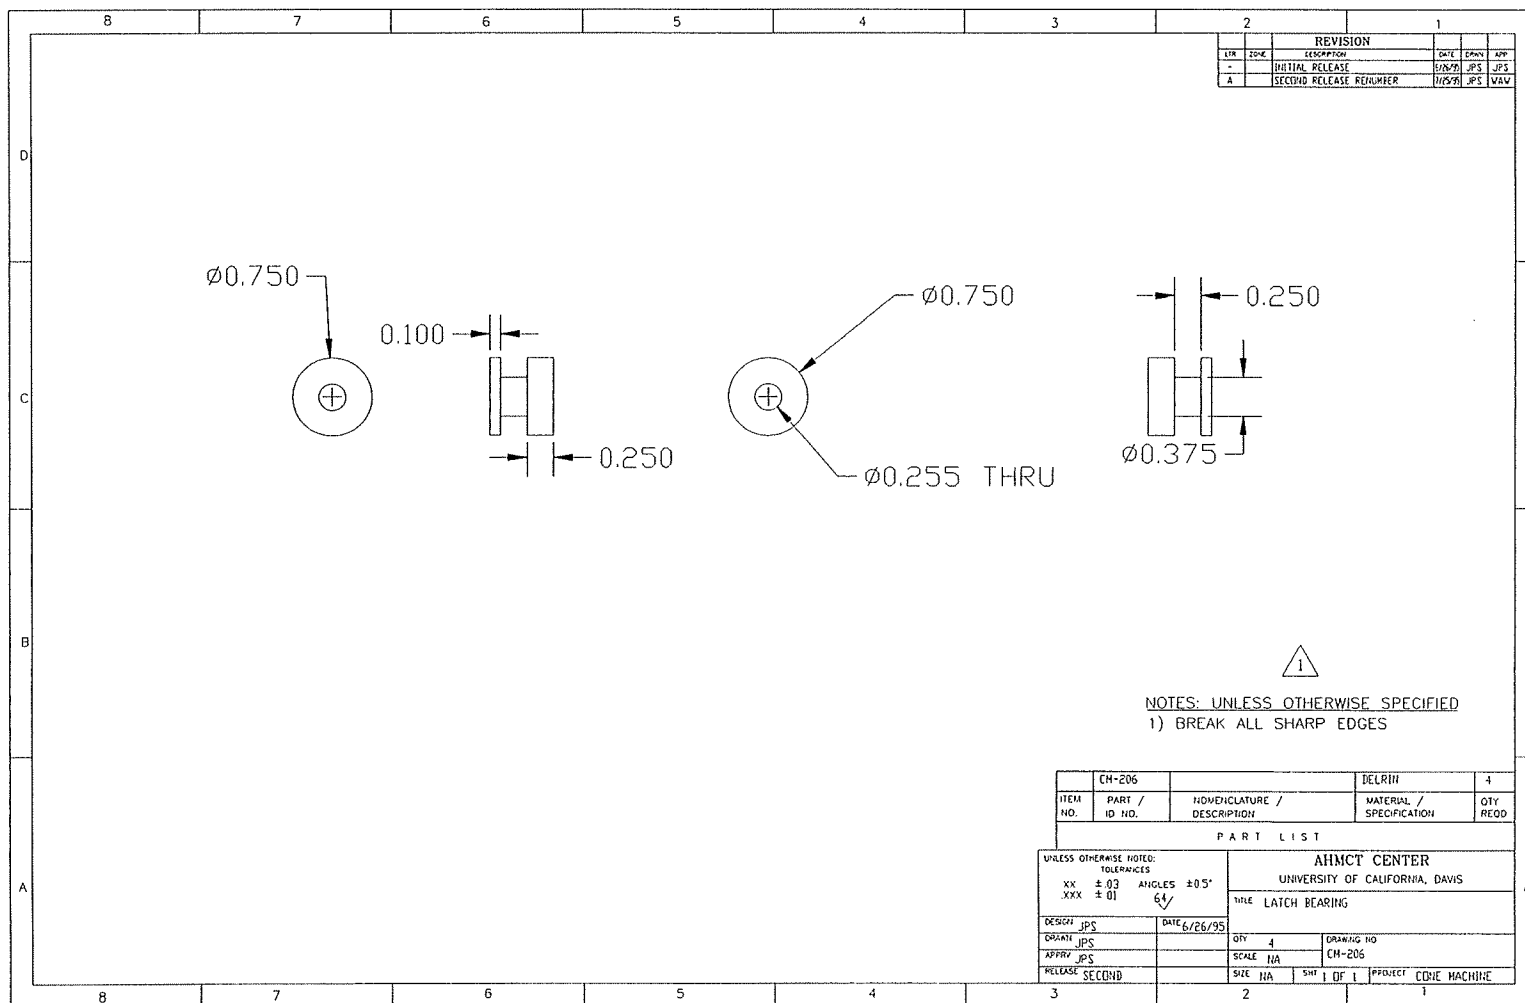 8 7 6 5 4 3 2 1
REVISION
LTR ZONE DESCRIPTION DATE DRWN APP
- INITIAL RELEASE JPS JPS
A SECOND RELEASE RENUMBER JPS WAW
D
Ø0.750
0.100
Ø0.750
0.250
C
0.250
Ø0.375
Ø0.255 THRU
B
1
NOTES: UNLESS OTHERWISE SPECIFIED
1) BREAK ALL SHARP EDGES
CM-206 DELRIN 4
ITEM NO. PART / ID NO. NOMENCLATURE / DESCRIPTION MATERIAL / SPECIFICATION QTY REQD
PART LIST
UNLESS OTHERWISE NOTED:
TOLERANCES
XX ±.03 ANGLES ±0.5°
.XXX ±01 64
AHMCT CENTER
UNIVERSITY OF CALIFORNIA, DAVIS
TITLE LATCH BEARING
A
DESIGN JPS DATE 6/26/95
DRAWN JPS
APPRV JPS
RELEASE SECOND
QTY 4 DRAWING NO
SCALE NA CM-206
SIZE NA SHT 1 OF 1 PROJECT CONE MACHINE
8 7 6 5 4 3 2 1